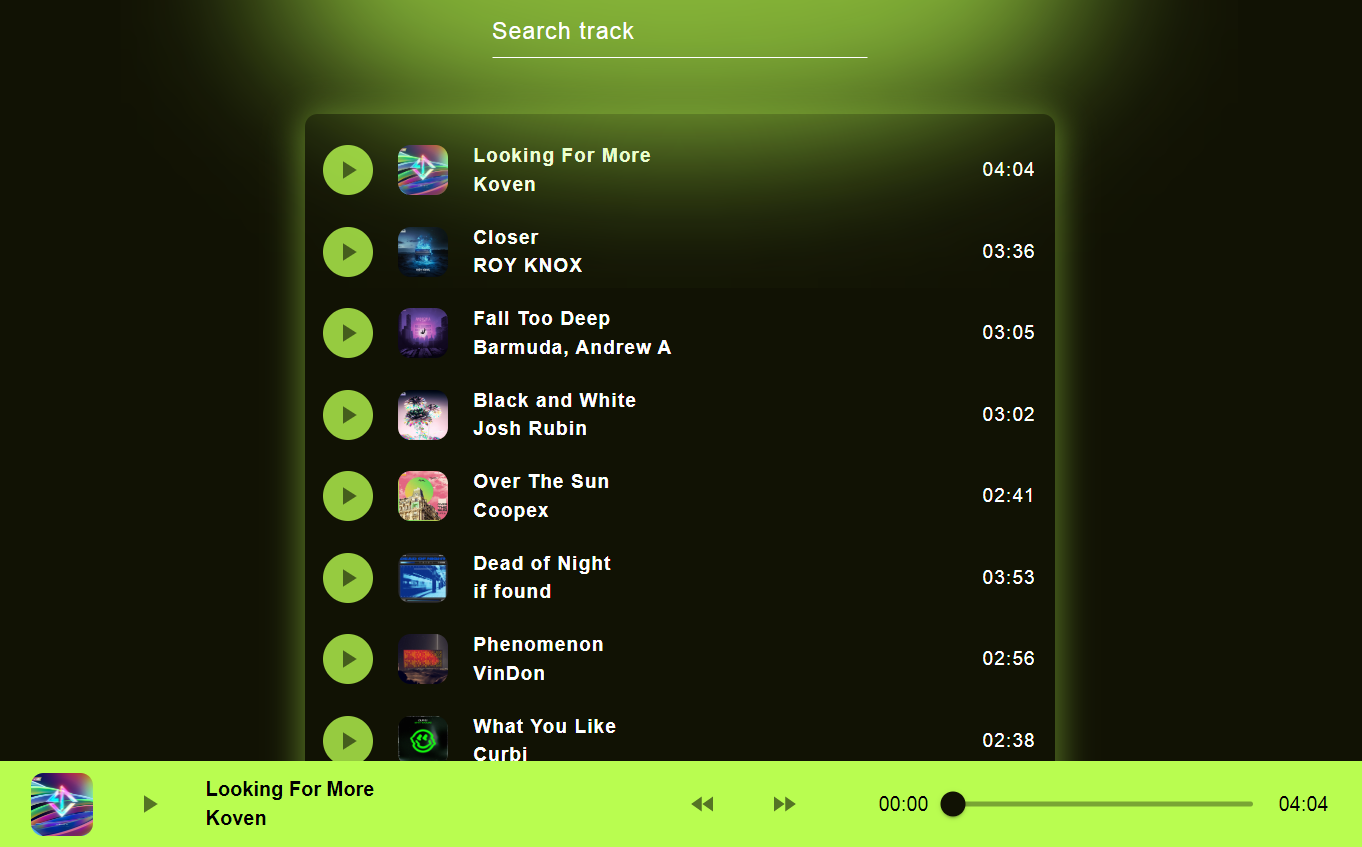 Search track
Looking For More
Koven
04:04
Closer
ROY KNOX
03:36
Fall Too Deep
Barmuda, Andrew A
03:05
Black and White
Josh Rubin
03:02
Over The Sun
Coopex
02:41
Dead of Night
if found
03:53
Phenomenon
VinDon
02:56
What You Like
Curbi
02:38
Looking For More
Koven
00:00
04:04